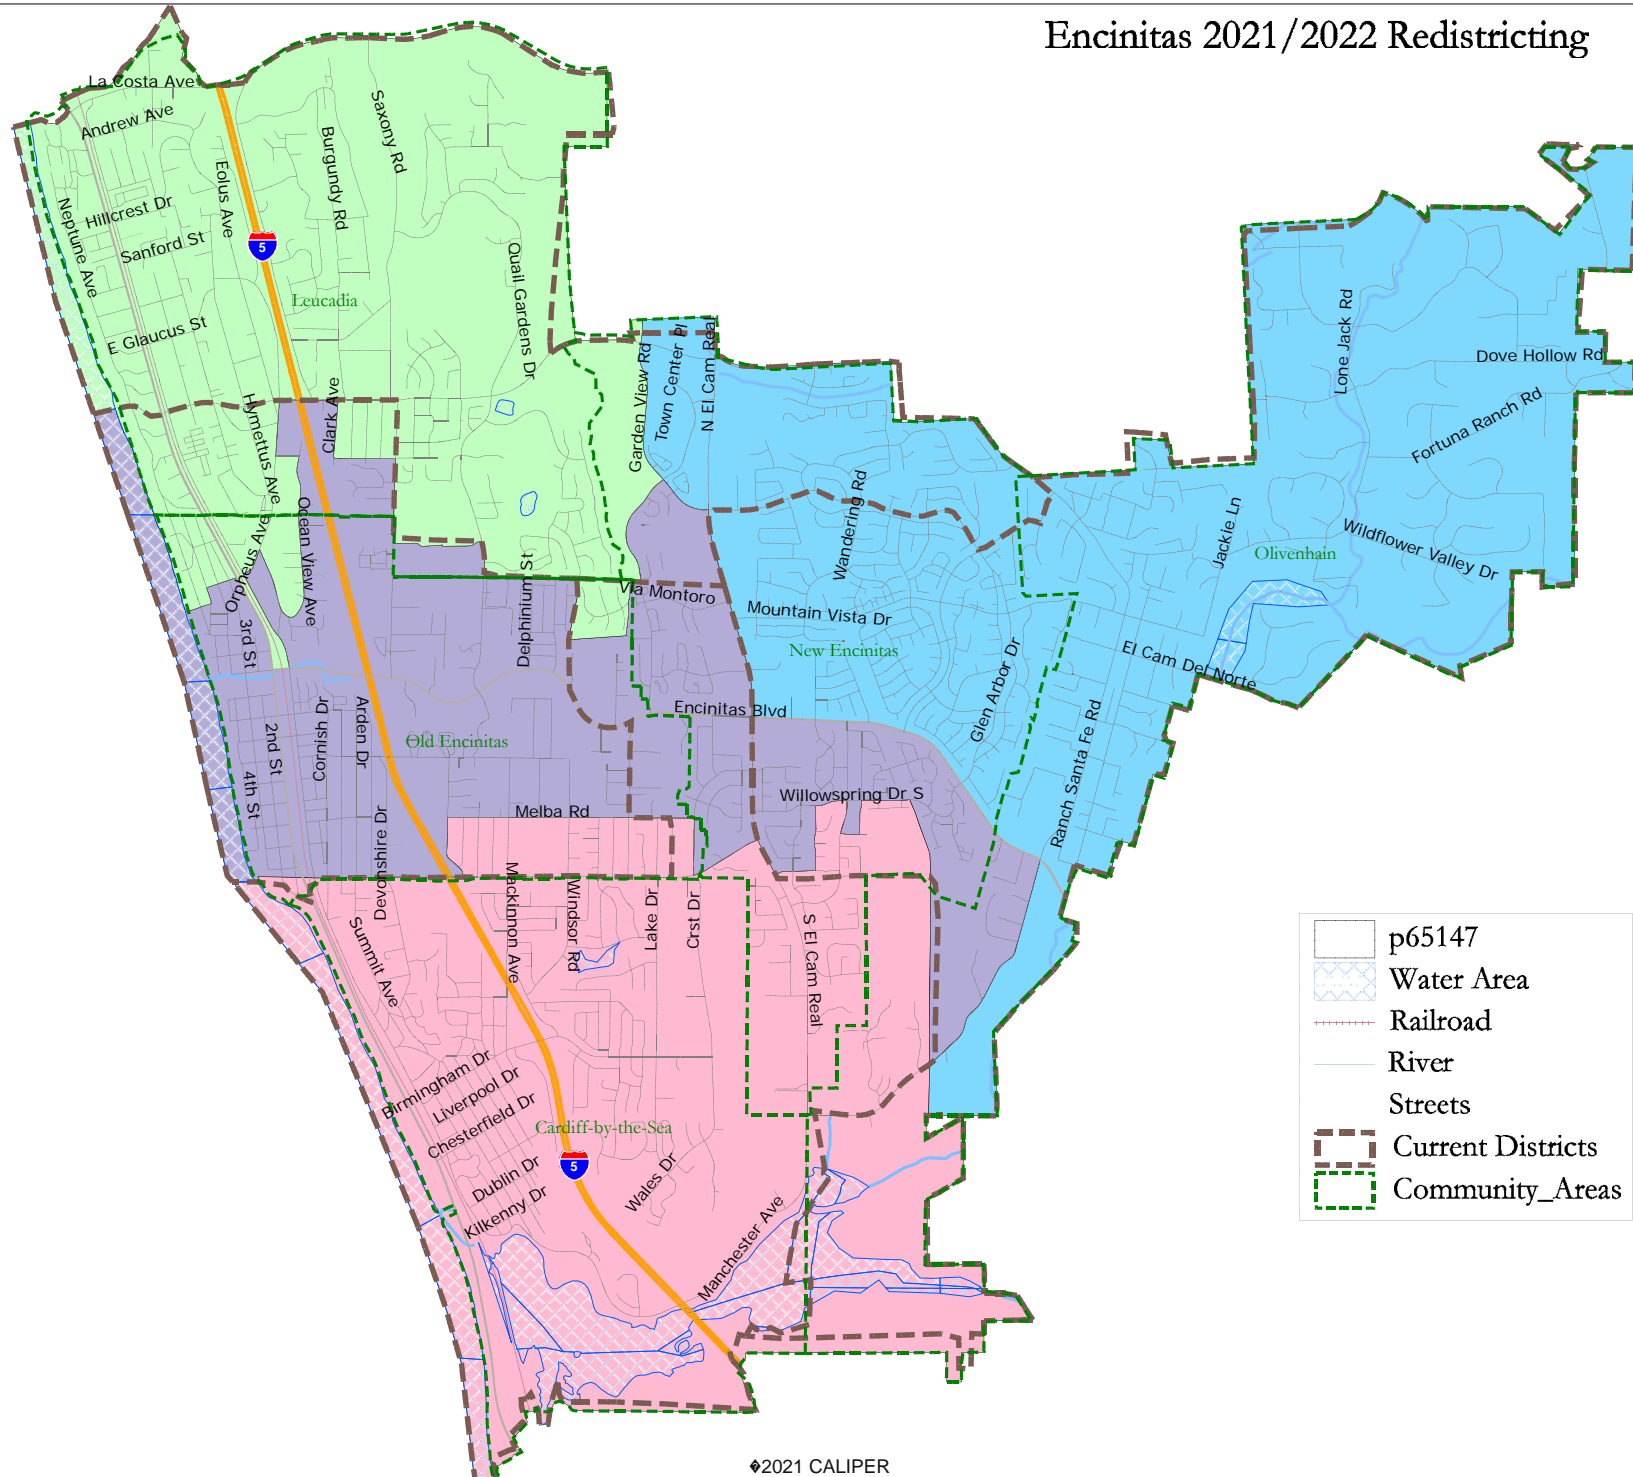 Encinitas 2021/2022 Redistricting
La Costa Ave
Andrew Ave
Saxony Rd
Burgundy Rd
Eolus Ave
Hillcrest Dr
Neptune Ave
Sanford St
5
Quail Gardens Dr
Leucadia
E Glaucus St
Lone Jack Rd
Dove Hollow Rd
Town Center Pl
N El Cam Real
Garden View Rd
Clark Ave
Hymettus Ave
Fortuna Ranch Rd
Wandering Rd
Ocean View Ave
Orpheus Ave
Jackie Ln
Wildflower Valley Dr
Olivenhain
Delphinium St
Via Montoro
Mountain Vista Dr
3rd St
New Encinitas
El Cam Del Norte
Glen Arbor Dr
Encinitas Blvd
Cornish Dr
Arden Dr
2nd St
Old Encinitas
Ranch Santa Fe Rd
4th St
Willowspring Dr S
Melba Rd
Devonshire Dr
Mackinnon Ave
Windsor Rd
Lake Dr
Crst Dr
S El Cam Real
Summit Ave
p65147
Water Area
Railroad
River
Streets
Current Districts
Community_Areas
Birmingham Dr
Liverpool Dr
Chesterfield Dr
Cardiff-by-the-Sea
5
Dublin Dr
Wales Dr
Kilkenny Dr
Manchester Ave
�2021 CALIPER